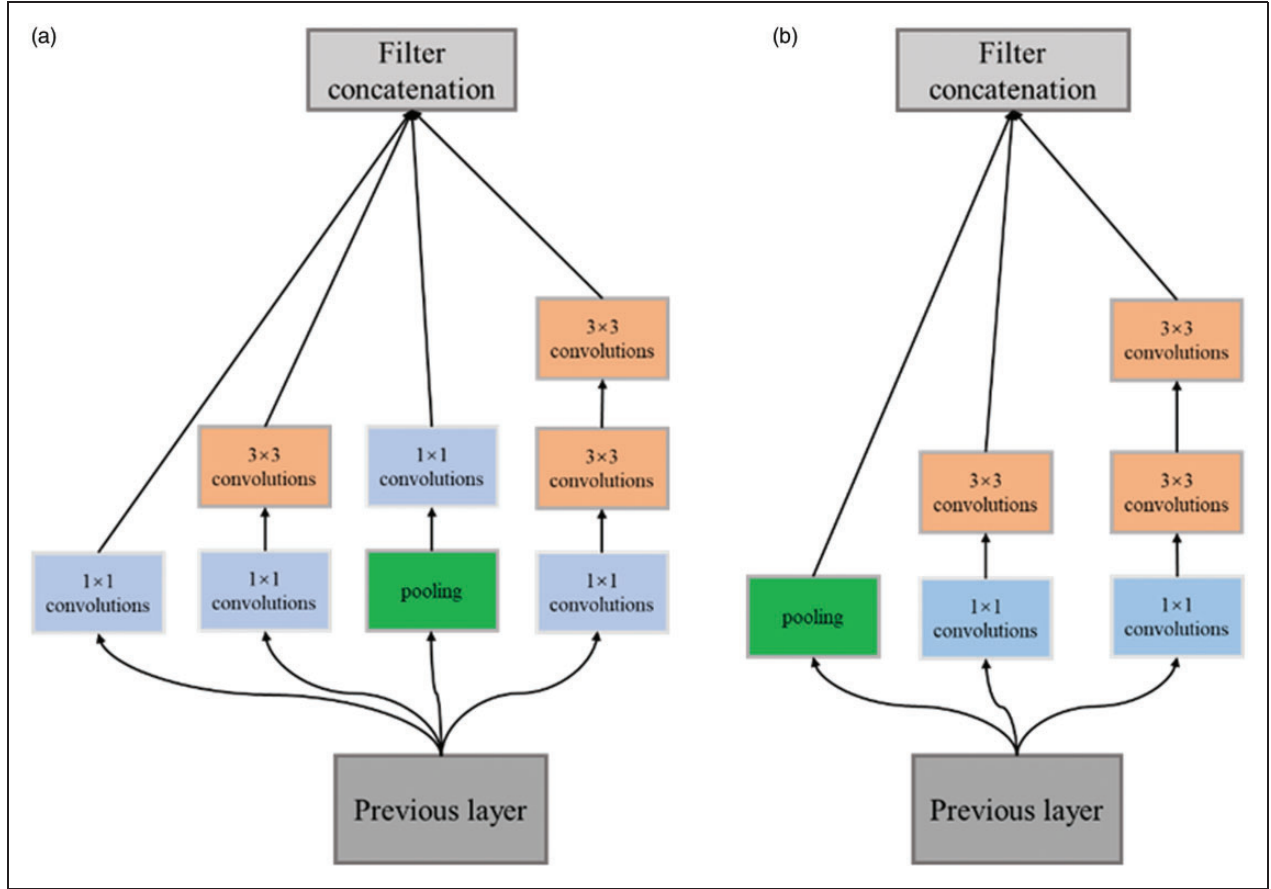 (a)
Filter
concatenation
3×3
convolutions
3×3
convolutions
1×1
convolutions
3×3
convolutions
1×1
convolutions
1×1
convolutions
pooling
1×1
convolutions
Previous layer
(b)
Filter
concatenation
3×3
convolutions
3×3
convolutions
3×3
convolutions
pooling
1×1
convolutions
1×1
convolutions
Previous layer